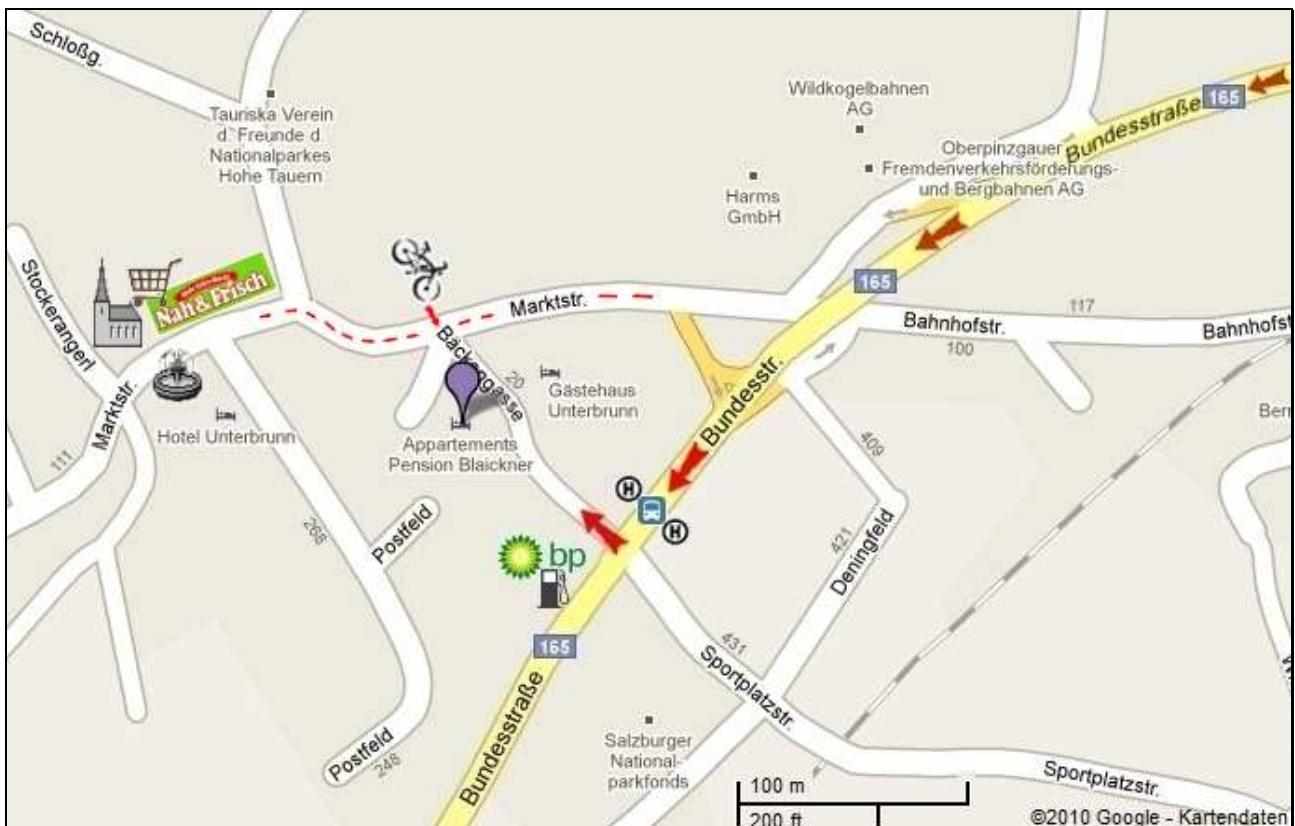 Schloßg.
Tauriska Verein
d. Freunde d.
Nationalparkes
Hohe Tauern
Wildkogelbahnen
AG
Harms
GmbH
Oberpinzgauer
Fremdenverkehrsförderungs-
und Bergbahnen AG
165
Bundesstraße
165
Stockerangerl
Nah&Frisch
Marktstr.
Bahnhofstr.
117
100
Bahnhofst
Bäckengasse
20
Gästehaus
Unterbrunn
Bundesstr.
Marktstr.
111
Hotel Unterbrunn
Appartements
Pension Blaickner
409
Ber
268
Postfeld
H
H
421
Deningfeld
bp
165
431
Sportplatzstr.
Bundesstraße
Postfeld
248
Salzburger
National-
parkfonds
Sportplatzstr.
100 m
200 ft
©2010 Google - Kartendaten